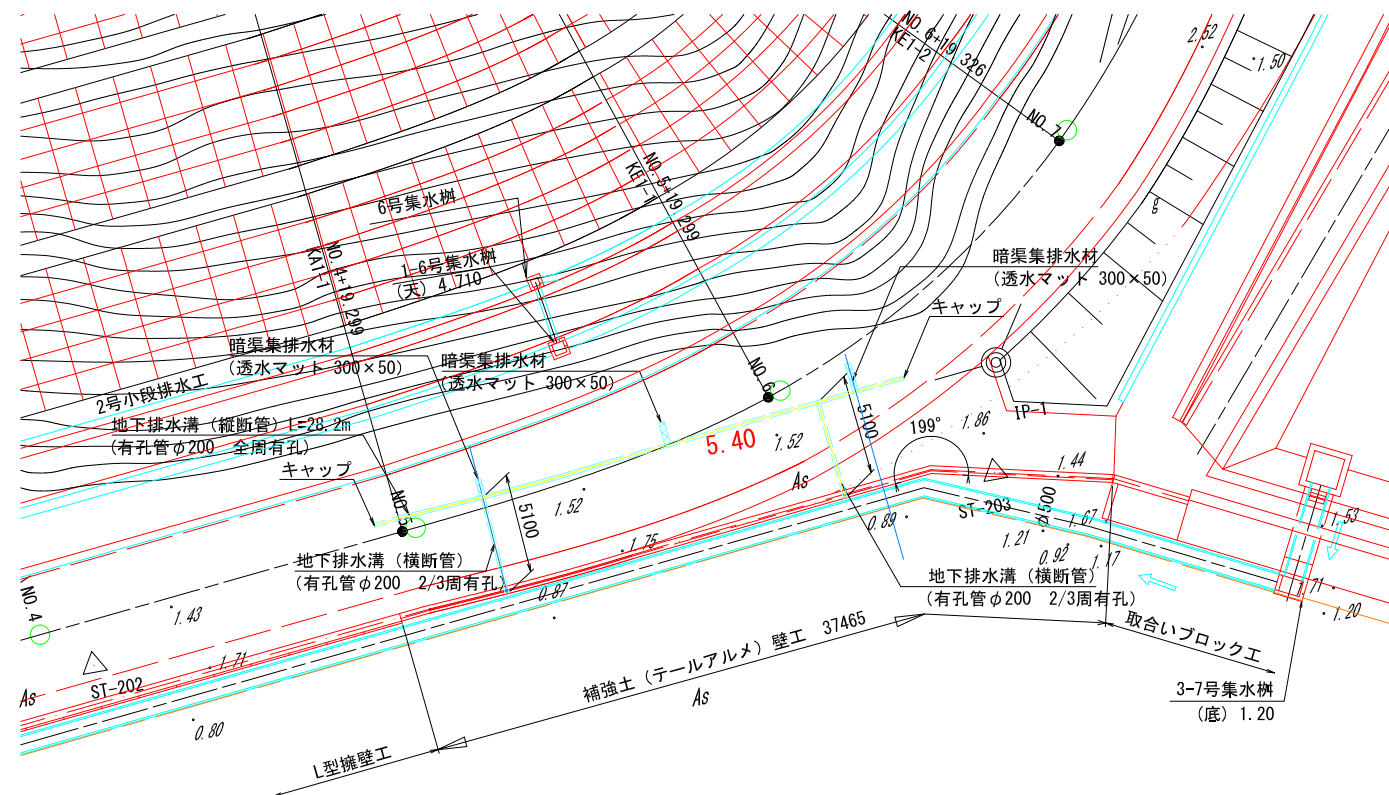 NO.6+19.326
KE1-2
2.52
1.50
NO.7
NO.5+19.299
KE1-1
6号集水桝
g
NO.4+19.299
KA1-1
1-6号集水桝
(天) 4.710
暗渠集排水材
(透水マット 300×50)
キャップ
暗渠集排水材
(透水マット 300×50)
暗渠集排水材
(透水マット 300×50)
2号小段排水工
NO.6
地下排水溝(縦断管) L=28.2m
(有孔管φ200 全周有孔)
キャップ
5.40
1.52
5100
199°
1.86
IP-1
1.44
As
NO.5
1.52
5100
0.89
ST-203
1.67
1500
1.21
0.92
1.17
1.53
1.75
地下排水溝(横断管)
(有孔管φ200 2/3周有孔)
0.87
地下排水溝(横断管)
(有孔管φ200 2/3周有孔)
1.71
1.20
NO.4
1.43
1.71
ST-202
As
補強土(テールアルメ)壁工 37465
取合いブロック工
As
3-7号集水桝
(底) 1.20
0.80
L型擁壁工